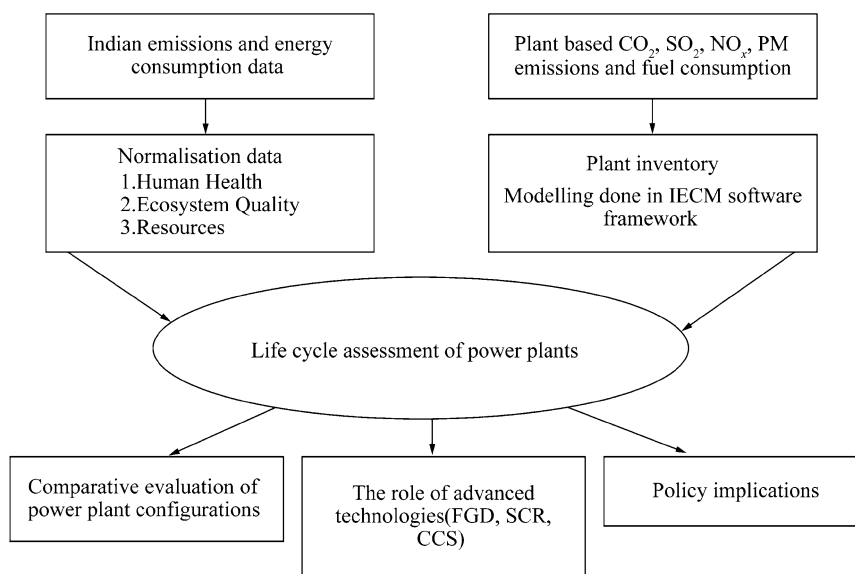 Indian emissions and energy
consumption data
Plant based CO₂, SO₂, NOₓ, PM
emissions and fuel consumption
Normalisation data
1.Human Health
2.Ecosystem Quality
3.Resources
Plant inventory
Modelling done in IECM software
framework
Life cycle assessment of power plants
Comparative evaluation of
power plant configurations
The role of advanced
technologies(FGD, SCR,
CCS)
Policy implications